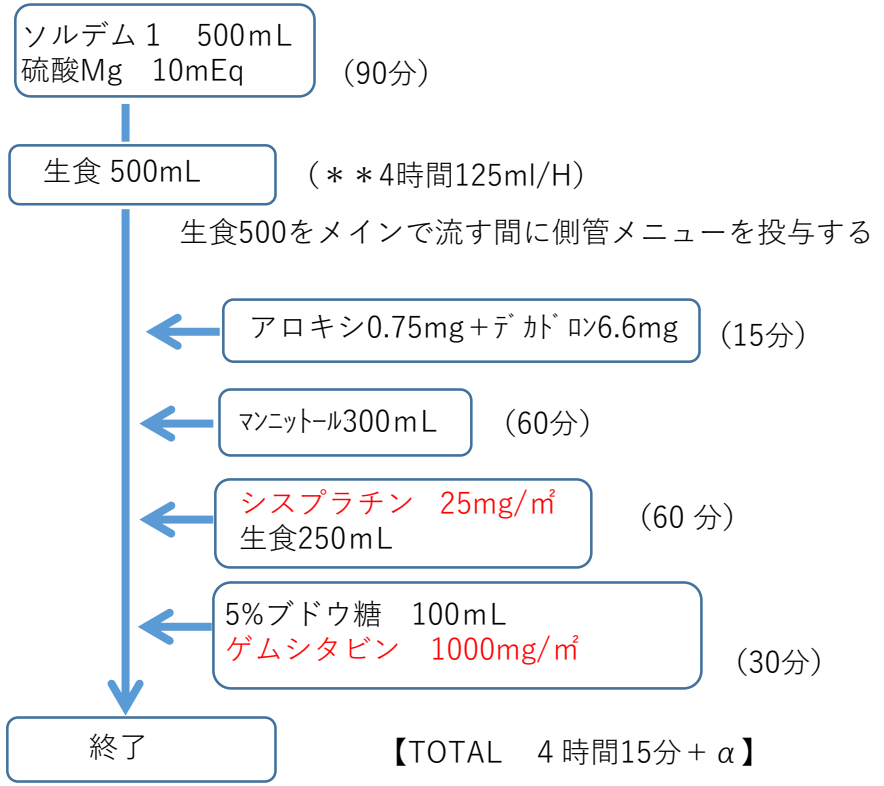 ソルデム１　500mL
硫酸Mg　10mEq
（90分）
生食 500mL
（＊＊4時間125ml/H）
生食500をメインで流す間に側管メニューを投与する
アロキシ0.75mg＋ﾃﾞｶﾄﾞﾛﾝ6.6mg
（15分）
ﾏﾝﾆｯﾄｰﾙ300mL
（60分）
シスプラチン　25mg/㎡
生食250mL
（60 分）
5%ブドウ糖　100mL
ゲムシタビン　1000mg/㎡
（30分）
終了
【TOTAL　４時間15分＋α】